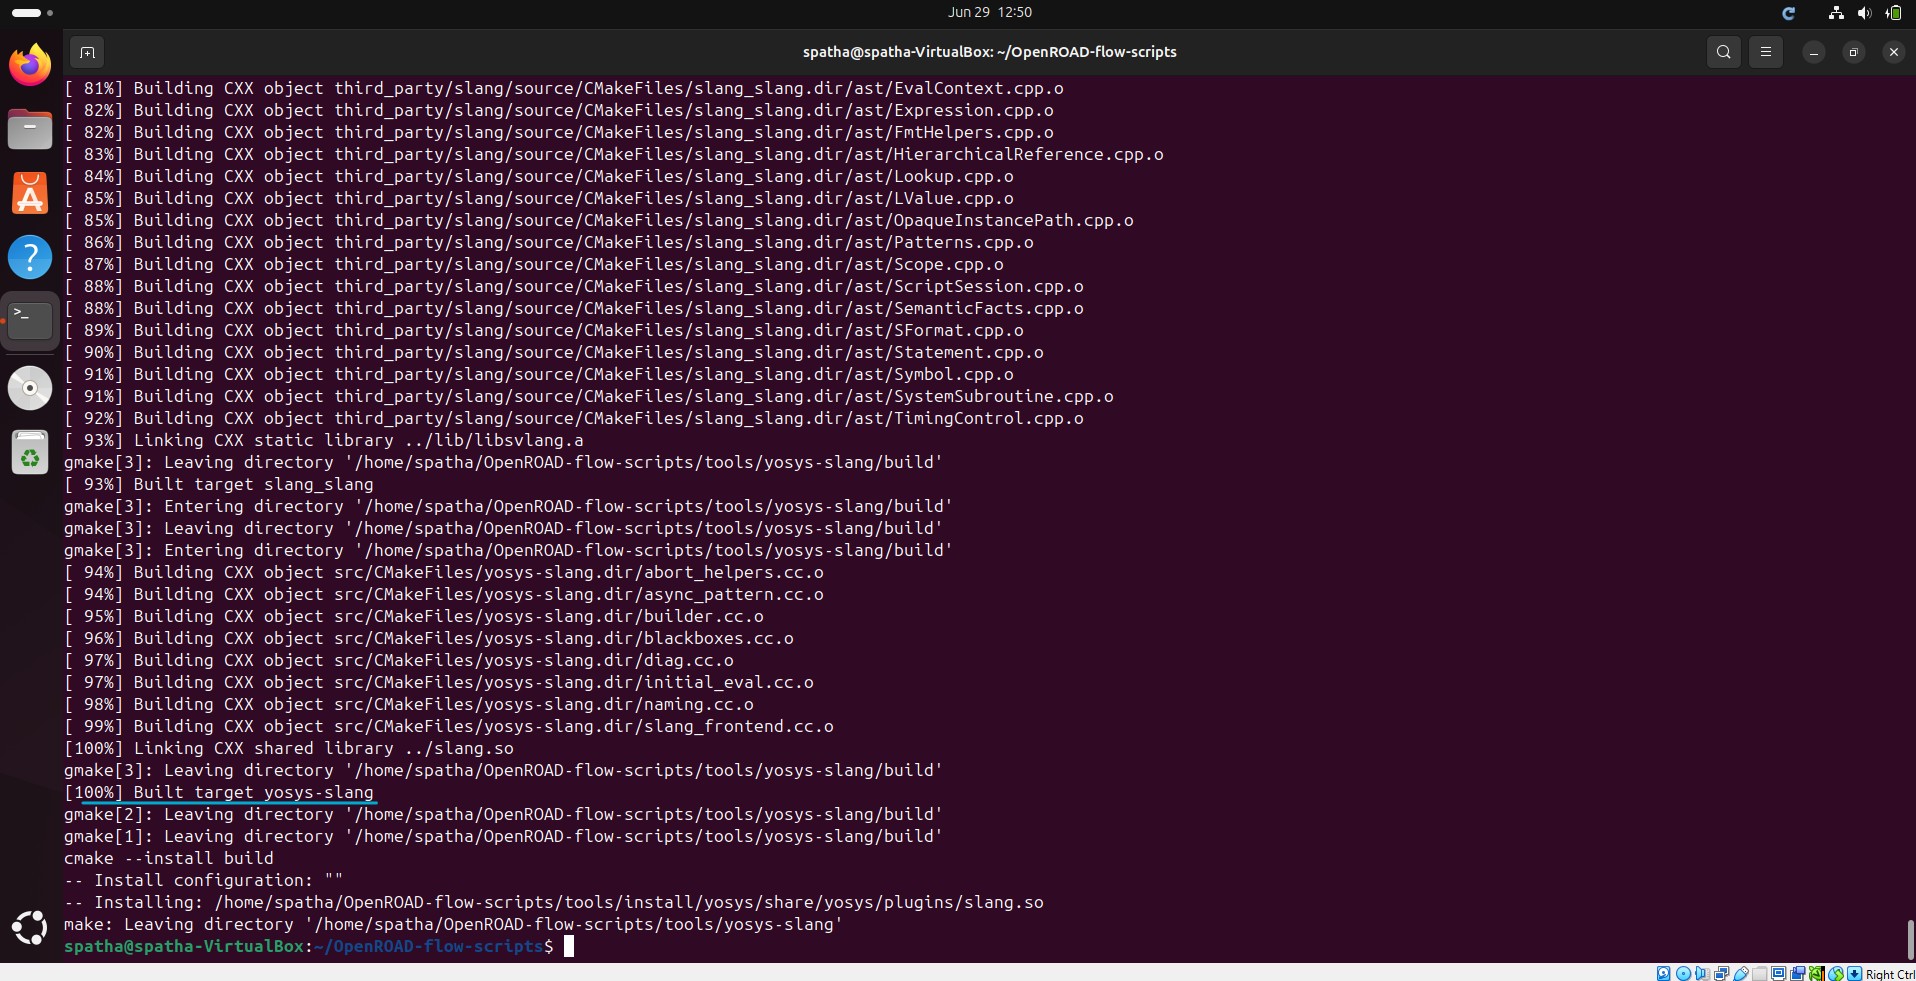 Jun 29 12:50
spatha@spatha-VirtualBox: ~/OpenROAD-flow-scripts
[ 81%] Building CXX object third_party/slang/source/CMakeFiles/slang_slang.dir/ast/EvalContext.cpp.o
[ 82%] Building CXX object third_party/slang/source/CMakeFiles/slang_slang.dir/ast/Expression.cpp.o
[ 82%] Building CXX object third_party/slang/source/CMakeFiles/slang_slang.dir/ast/FmtHelpers.cpp.o
[ 83%] Building CXX object third_party/slang/source/CMakeFiles/slang_slang.dir/ast/HierarchicalReference.cpp.o
[ 84%] Building CXX object third_party/slang/source/CMakeFiles/slang_slang.dir/ast/Lookup.cpp.o
[ 85%] Building CXX object third_party/slang/source/CMakeFiles/slang_slang.dir/ast/LValue.cpp.o
[ 85%] Building CXX object third_party/slang/source/CMakeFiles/slang_slang.dir/ast/OpaqueInstancePath.cpp.o
[ 86%] Building CXX object third_party/slang/source/CMakeFiles/slang_slang.dir/ast/Patterns.cpp.o
[ 87%] Building CXX object third_party/slang/source/CMakeFiles/slang_slang.dir/ast/Scope.cpp.o
[ 88%] Building CXX object third_party/slang/source/CMakeFiles/slang_slang.dir/ast/ScriptSession.cpp.o
[ 88%] Building CXX object third_party/slang/source/CMakeFiles/slang_slang.dir/ast/SemanticFacts.cpp.o
[ 89%] Building CXX object third_party/slang/source/CMakeFiles/slang_slang.dir/ast/SFormat.cpp.o
[ 90%] Building CXX object third_party/slang/source/CMakeFiles/slang_slang.dir/ast/Statement.cpp.o
[ 91%] Building CXX object third_party/slang/source/CMakeFiles/slang_slang.dir/ast/Symbol.cpp.o
[ 91%] Building CXX object third_party/slang/source/CMakeFiles/slang_slang.dir/ast/SystemSubroutine.cpp.o
[ 92%] Building CXX object third_party/slang/source/CMakeFiles/slang_slang.dir/ast/TimingControl.cpp.o
[ 93%] Linking CXX static library ../lib/libsvlang.a
gmake[3]: Leaving directory '/home/spatha/OpenROAD-flow-scripts/tools/yosys-slang/build'
[ 93%] Built target slang_slang
gmake[3]: Entering directory '/home/spatha/OpenROAD-flow-scripts/tools/yosys-slang/build'
gmake[3]: Leaving directory '/home/spatha/OpenROAD-flow-scripts/tools/yosys-slang/build'
gmake[3]: Entering directory '/home/spatha/OpenROAD-flow-scripts/tools/yosys-slang/build'
[ 94%] Building CXX object src/CMakeFiles/yosys-slang.dir/abort_helpers.cc.o
[ 94%] Building CXX object src/CMakeFiles/yosys-slang.dir/async_pattern.cc.o
[ 95%] Building CXX object src/CMakeFiles/yosys-slang.dir/builder.cc.o
[ 96%] Building CXX object src/CMakeFiles/yosys-slang.dir/blackboxes.cc.o
[ 97%] Building CXX object src/CMakeFiles/yosys-slang.dir/diag.cc.o
[ 97%] Building CXX object src/CMakeFiles/yosys-slang.dir/initial_eval.cc.o
[ 98%] Building CXX object src/CMakeFiles/yosys-slang.dir/naming.cc.o
[ 99%] Building CXX object src/CMakeFiles/yosys-slang.dir/slang_frontend.cc.o
[100%] Linking CXX shared library ../slang.so
gmake[3]: Leaving directory '/home/spatha/OpenROAD-flow-scripts/tools/yosys-slang/build'
[100%] Built target yosys-slang
gmake[2]: Leaving directory '/home/spatha/OpenROAD-flow-scripts/tools/yosys-slang/build'
gmake[1]: Leaving directory '/home/spatha/OpenROAD-flow-scripts/tools/yosys-slang/build'
cmake --install build
-- Install configuration: ""
-- Installing: /home/spatha/OpenROAD-flow-scripts/tools/install/yosys/share/yosys/plugins/slang.so
make: Leaving directory '/home/spatha/OpenROAD-flow-scripts/tools/yosys-slang'
spatha@spatha-VirtualBox:~/OpenROAD-flow-scripts$
Right Ctrl